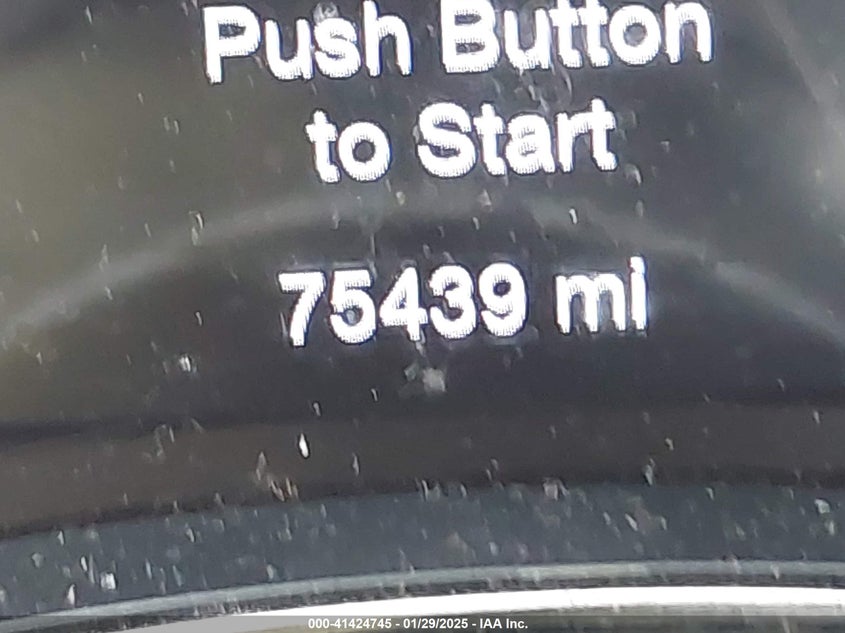 Push Button
to Start
75439 mi
000-41424745 - 01/29/2025 - IAA Inc.